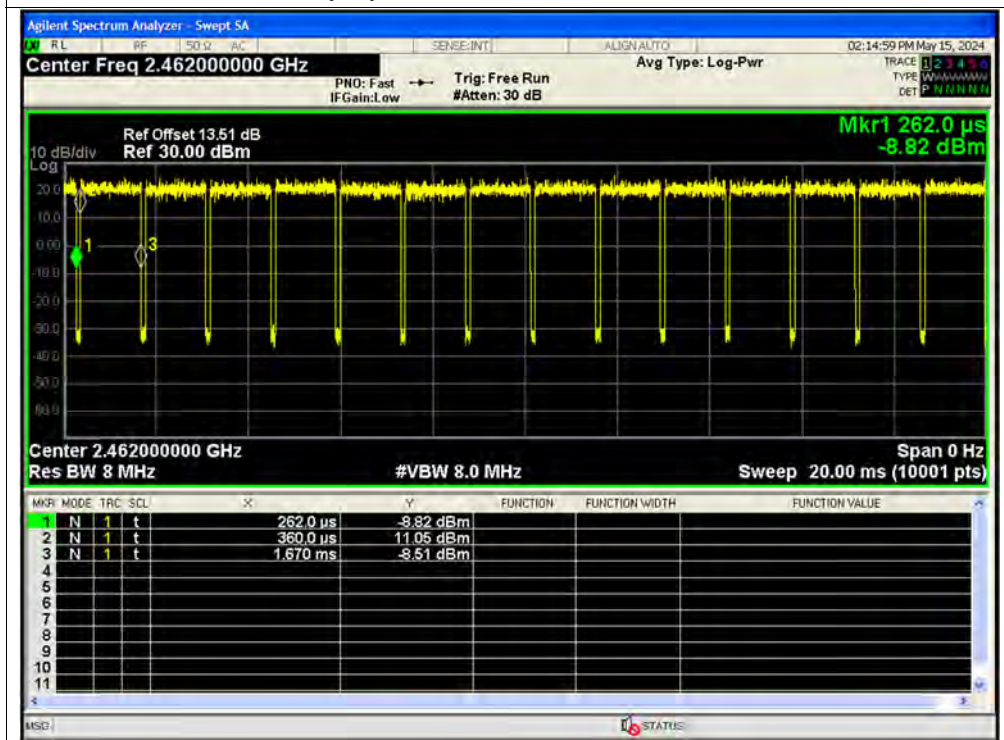 Agilent Spectrum Analyzer - Swept SA
RL RF 50 Ω AC SENSE:INT ALIGN AUTO 02:14:59 PM May 15, 2024
Center Freq 2.462000000 GHz Avg Type: Log-Pwr TRACE 1 2 3 4 5 6
PNO: Fast Trig: Free Run TYPE W
IFGain:Low #Atten: 30 dB DET P N N N N N
Mkr1 262.0 µs
Ref Offset 13.51 dB
10 dB/div Ref 30.00 dBm -8.82 dBm
Log
20.0
10.0
0.00
1 3
-10.0
-20.0
-30.0
-40.0
-50.0
-60.0
Center 2.462000000 GHz Span 0 Hz
Res BW 8 MHz #VBW 8.0 MHz Sweep 20.00 ms (10001 pts)
MKR MODE TRC SCL X Y FUNCTION FUNCTION WIDTH FUNCTION VALUE
1 N 1 t 262.0 µs -8.82 dBm
2 N 1 t 360.0 µs 11.05 dBm
3 N 1 t 1.670 ms -8.51 dBm
4
5
6
7
8
9
10
11
MSG STATUS